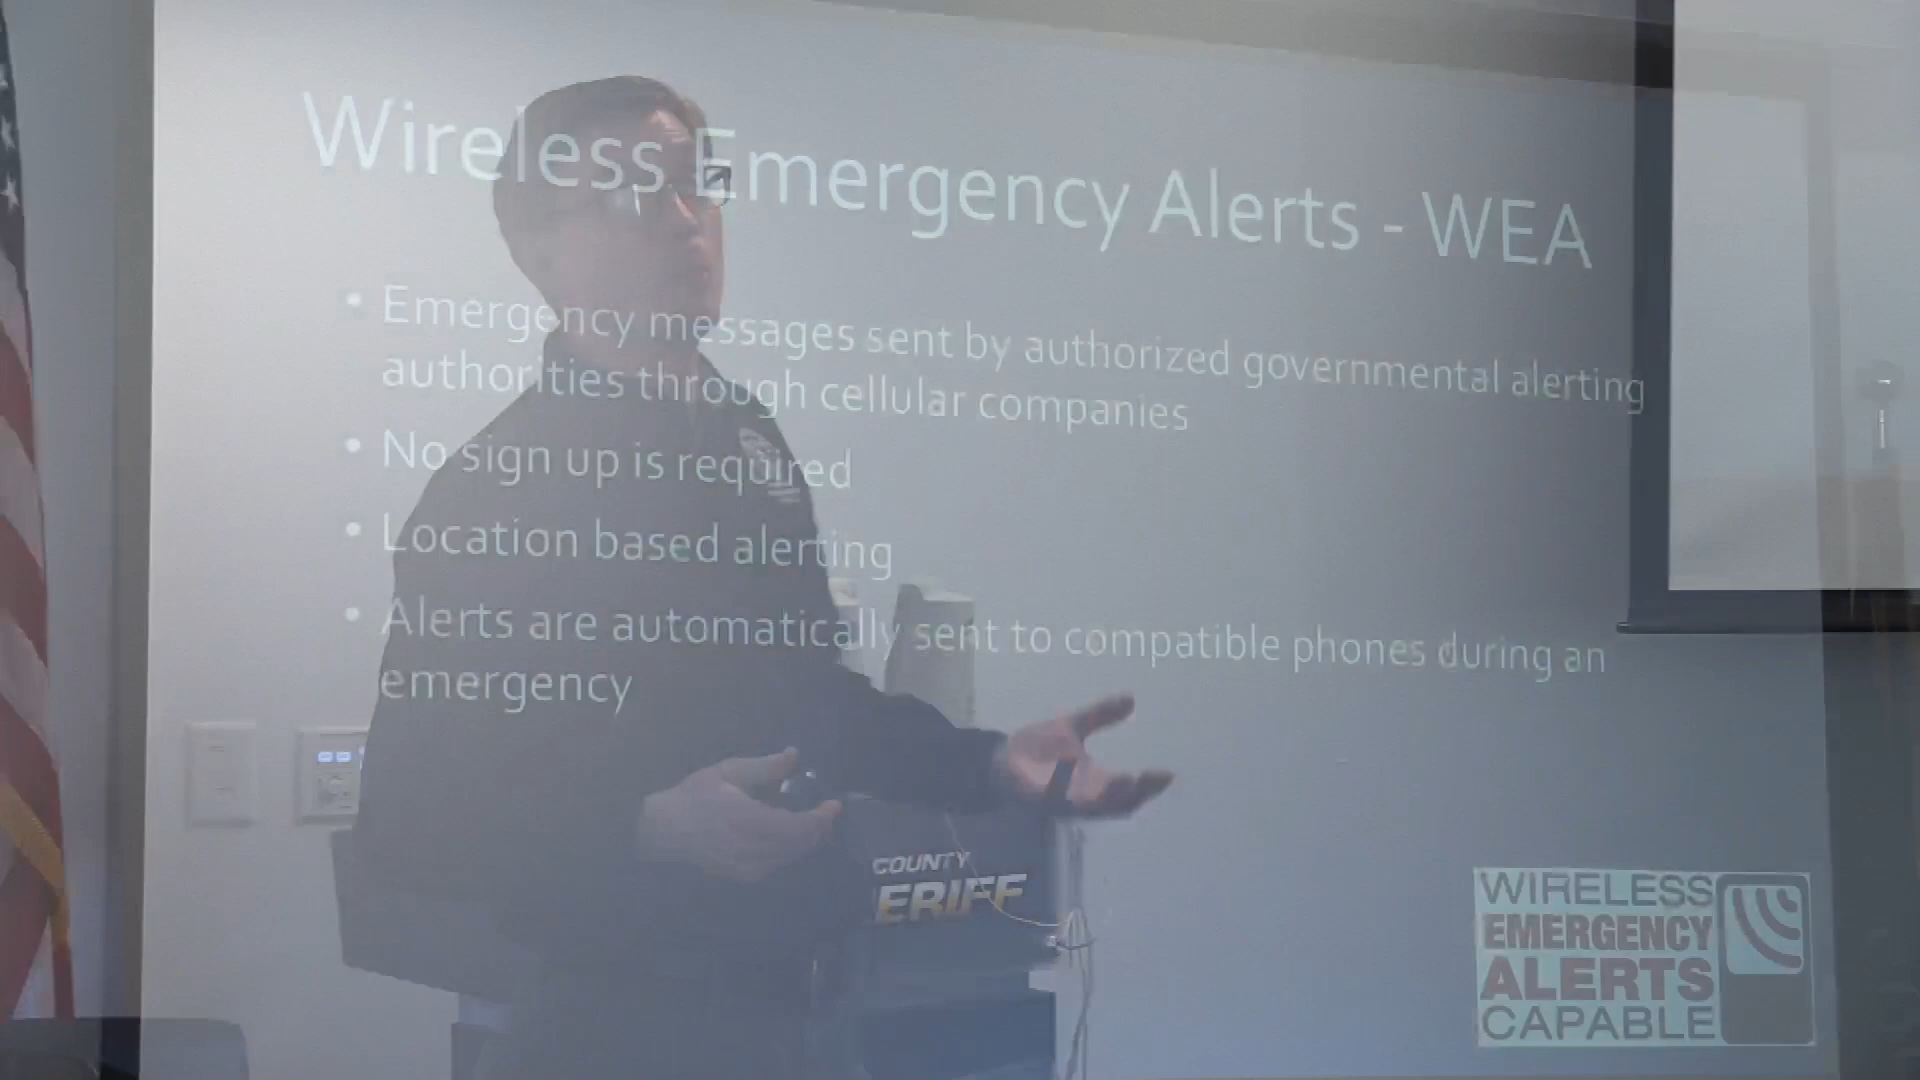 Wireless Emergency Alerts - WEA
• Emergency messages sent by authorized governmental alerting
authorities through cellular companies
• No sign up is required
• Location based alerting
• Alerts are automatically sent to compatible phones during an
emergency
COUNTY
ERIFF
WIRELESS
EMERGENCY
ALERTS
CAPABLE